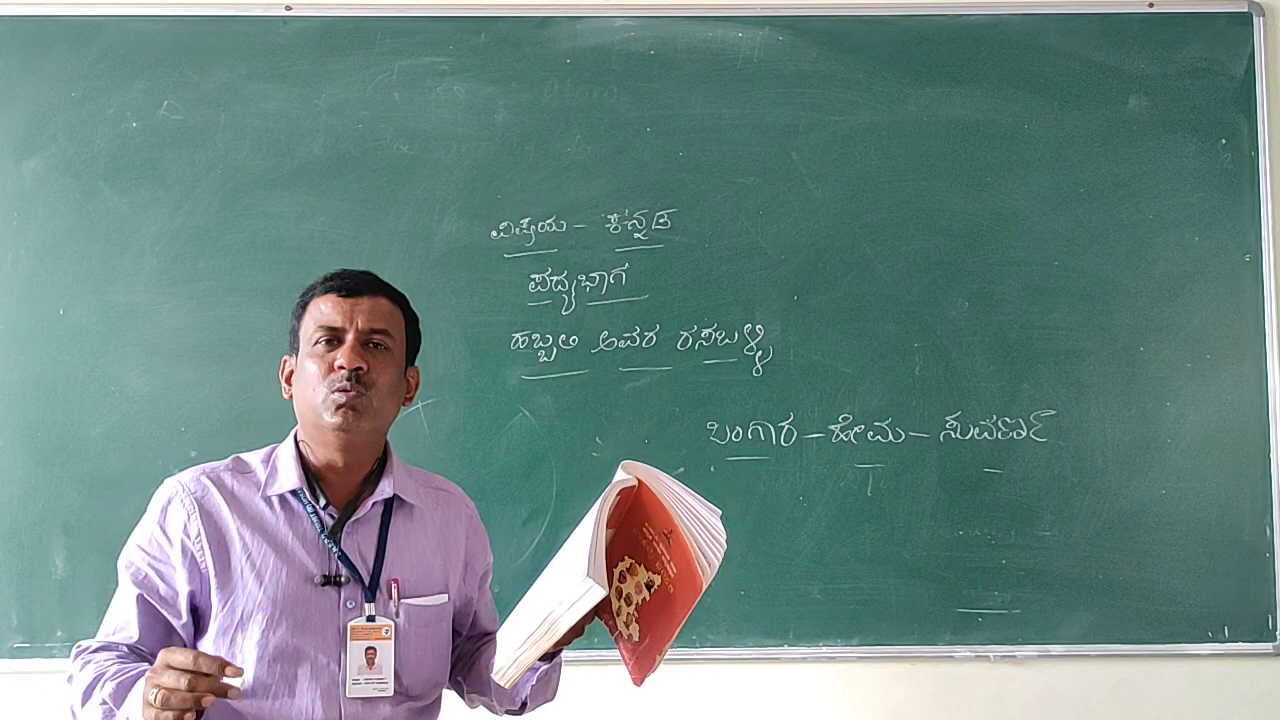 ವಿಷಯ - ಕನ್ನಡ
ಪದ್ಯಭಾಗ
ಹಬ್ಬಲಿ ಅವರ ರಸಬಳ್ಳಿ
ಬಂಗಾರ - ಹೇಮ - ಸುವರ್ಣ